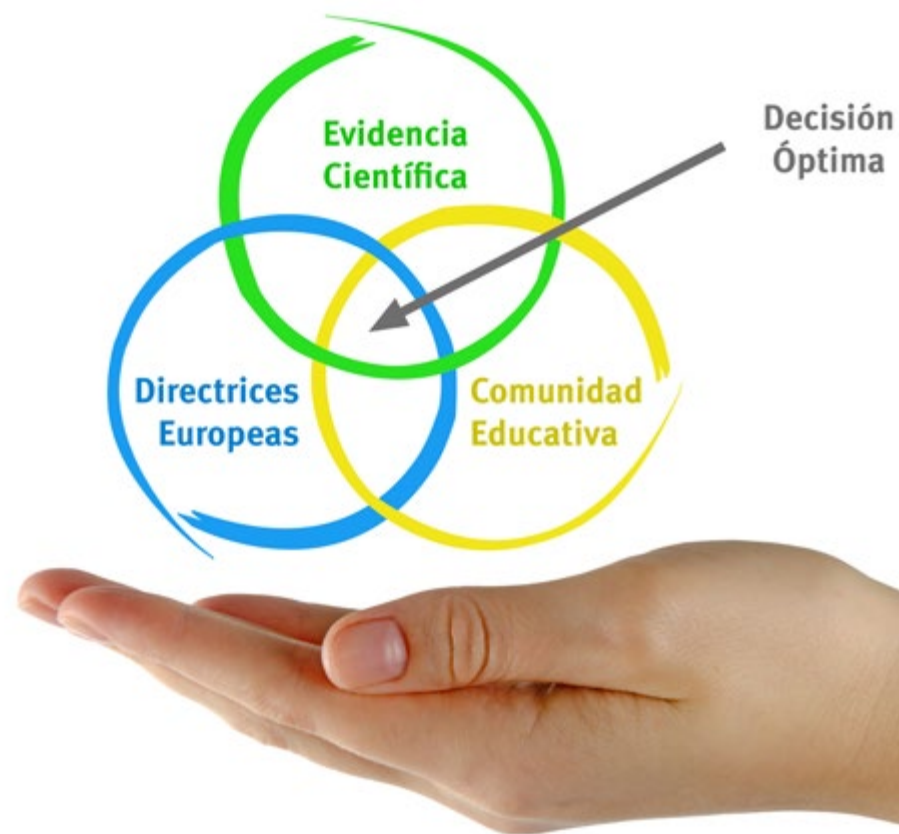 Evidencia
Científica
Decisión
Óptima
Directrices
Europeas
Comunidad
Educativa